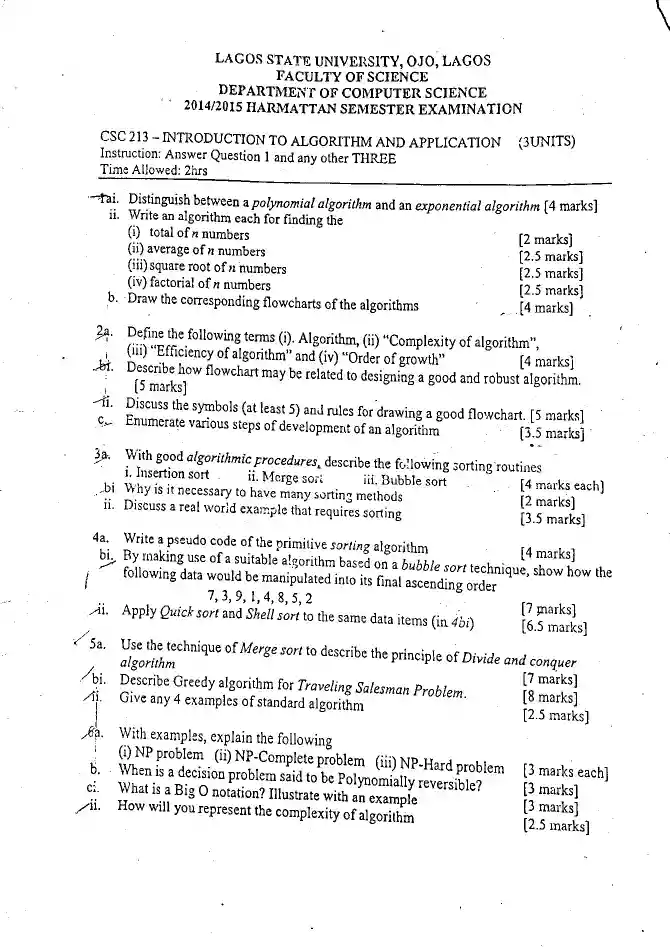 LAGOS STATE UNIVERSITY, OJO, LAGOS
FACULTY OF SCIENCE
DEPARTMENT OF COMPUTER SCIENCE
2014/2015 HARMATTAN SEMESTER EXAMINATION
CSC 213 – INTRODUCTION TO ALGORITHM AND APPLICATION (3UNITS)
Instruction: Answer Question 1 and any other THREE
Time Allowed: 2hrs
1ai. Distinguish between a polynomial algorithm and an exponential algorithm [4 marks]
ii. Write an algorithm each for finding the
(i) total of n numbers [2 marks]
(ii) average of n numbers [2.5 marks]
(iii) square root of n numbers [2.5 marks]
(iv) factorial of n numbers [2.5 marks]
b. Draw the corresponding flowcharts of the algorithms [4 marks]
2a. Define the following terms (i). Algorithm, (ii) "Complexity of algorithm",
(iii) "Efficiency of algorithm" and (iv) "Order of growth" [4 marks]
bi. Describe how flowchart may be related to designing a good and robust algorithm.
[5 marks]
ii. Discuss the symbols (at least 5) and rules for drawing a good flowchart. [5 marks]
c. Enumerate various steps of development of an algorithm [3.5 marks]
3a. With good algorithmic procedures, describe the following sorting routines
i. Insertion sort ii. Merge sort iii. Bubble sort [4 marks each]
bi Why is it necessary to have many sorting methods [2 marks]
ii. Discuss a real world example that requires sorting [3.5 marks]
4a. Write a pseudo code of the primitive sorting algorithm [4 marks]
bi. By making use of a suitable algorithm based on a bubble sort technique, show how the
following data would be manipulated into its final ascending order
7, 3, 9, 1, 4, 8, 5, 2 [7 marks]
ii. Apply Quick sort and Shell sort to the same data items (in 4bi) [6.5 marks]
5a. Use the technique of Merge sort to describe the principle of Divide and conquer
algorithm [7 marks]
bi. Describe Greedy algorithm for Traveling Salesman Problem. [8 marks]
ii. Give any 4 examples of standard algorithm [2.5 marks]
6a. With examples, explain the following
(i) NP problem (ii) NP-Complete problem (iii) NP-Hard problem [3 marks each]
b. When is a decision problem said to be Polynomially reversible? [3 marks]
ci. What is a Big O notation? Illustrate with an example [3 marks]
ii. How will you represent the complexity of algorithm [2.5 marks]